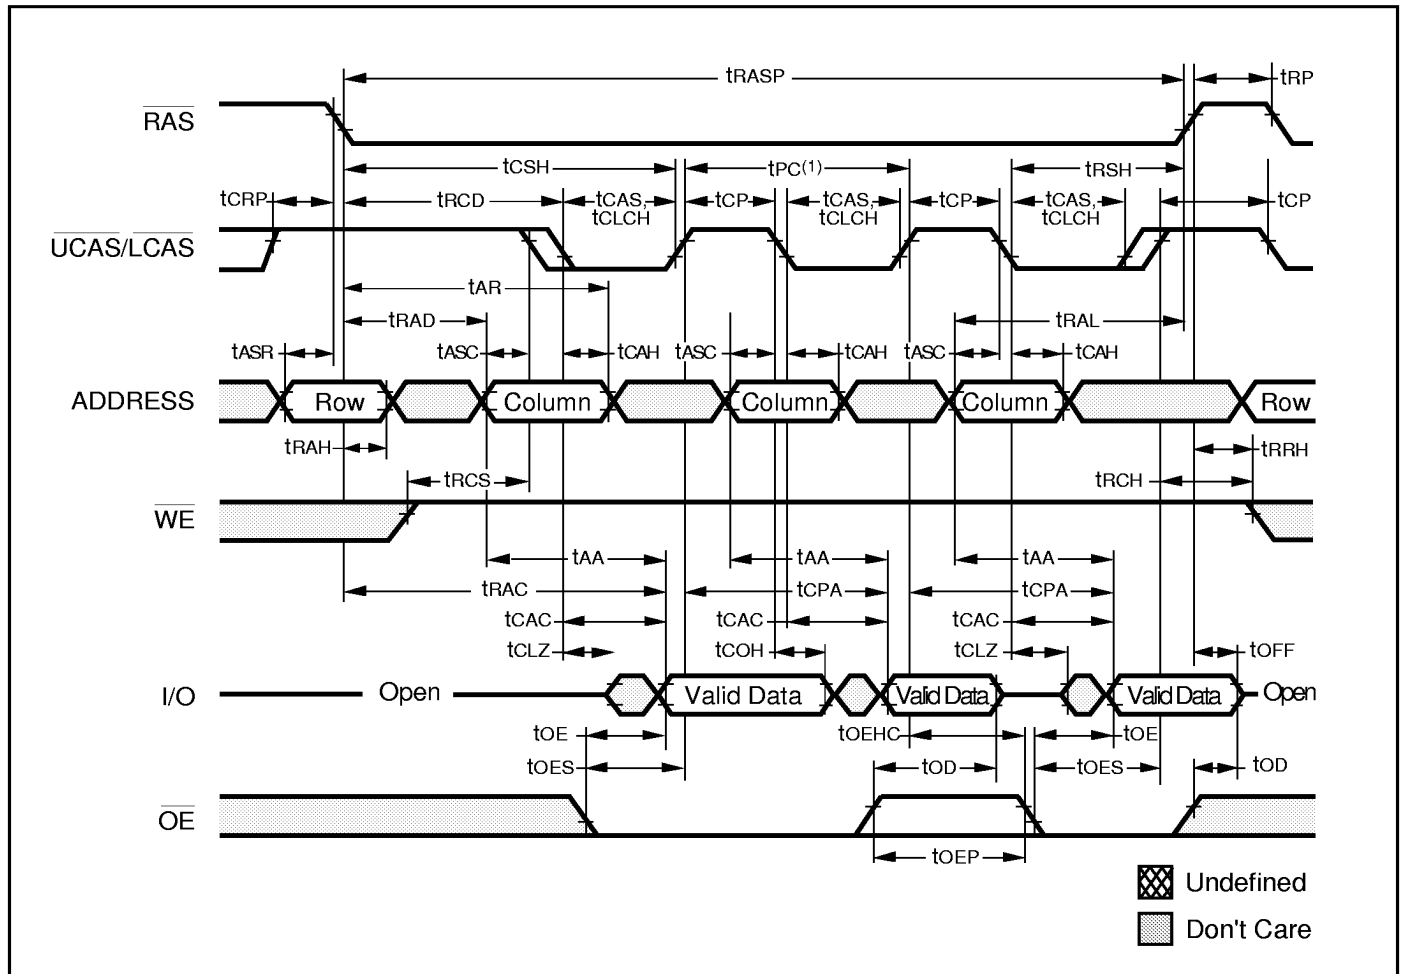 tRASP tRP
RAS
tCSH tPC(1) tRSH
tCRP tRCD tCAS, tCLCH tCP tCAS, tCLCH tCP tCAS, tCLCH tCP
UCAS/LCAS
tAR
tRAD tRAL
tASR tASC tCAH tASC tCAH tASC tCAH
ADDRESS Row Column Column Column Row
tRAH tRRH
tRCS tRCH
WE
tAA tAA tAA
tRAC tCPA tCPA
tCAC tCAC tCAC
tCLZ tCOH tCLZ tOFF
I/O Open Valid Data Valid Data Valid Data Open
tOE tOEHC tOE
tOES tOD tOES tOD
OE
tOEP
Undefined
Don't Care